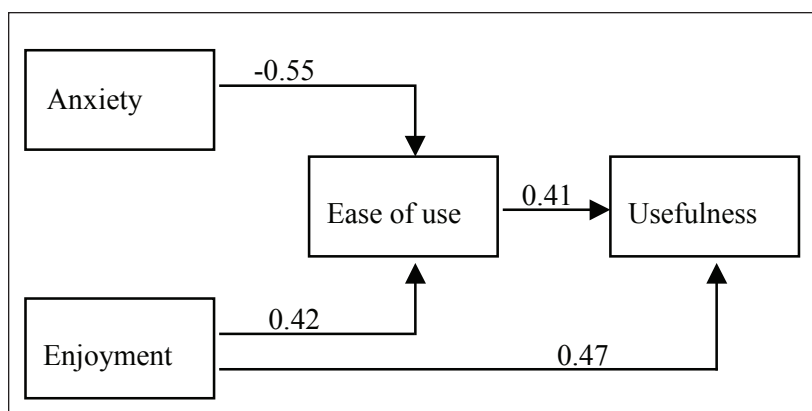 -0.55
Anxiety
Ease of use
0.41
Usefulness
0.42
Enjoyment
0.47